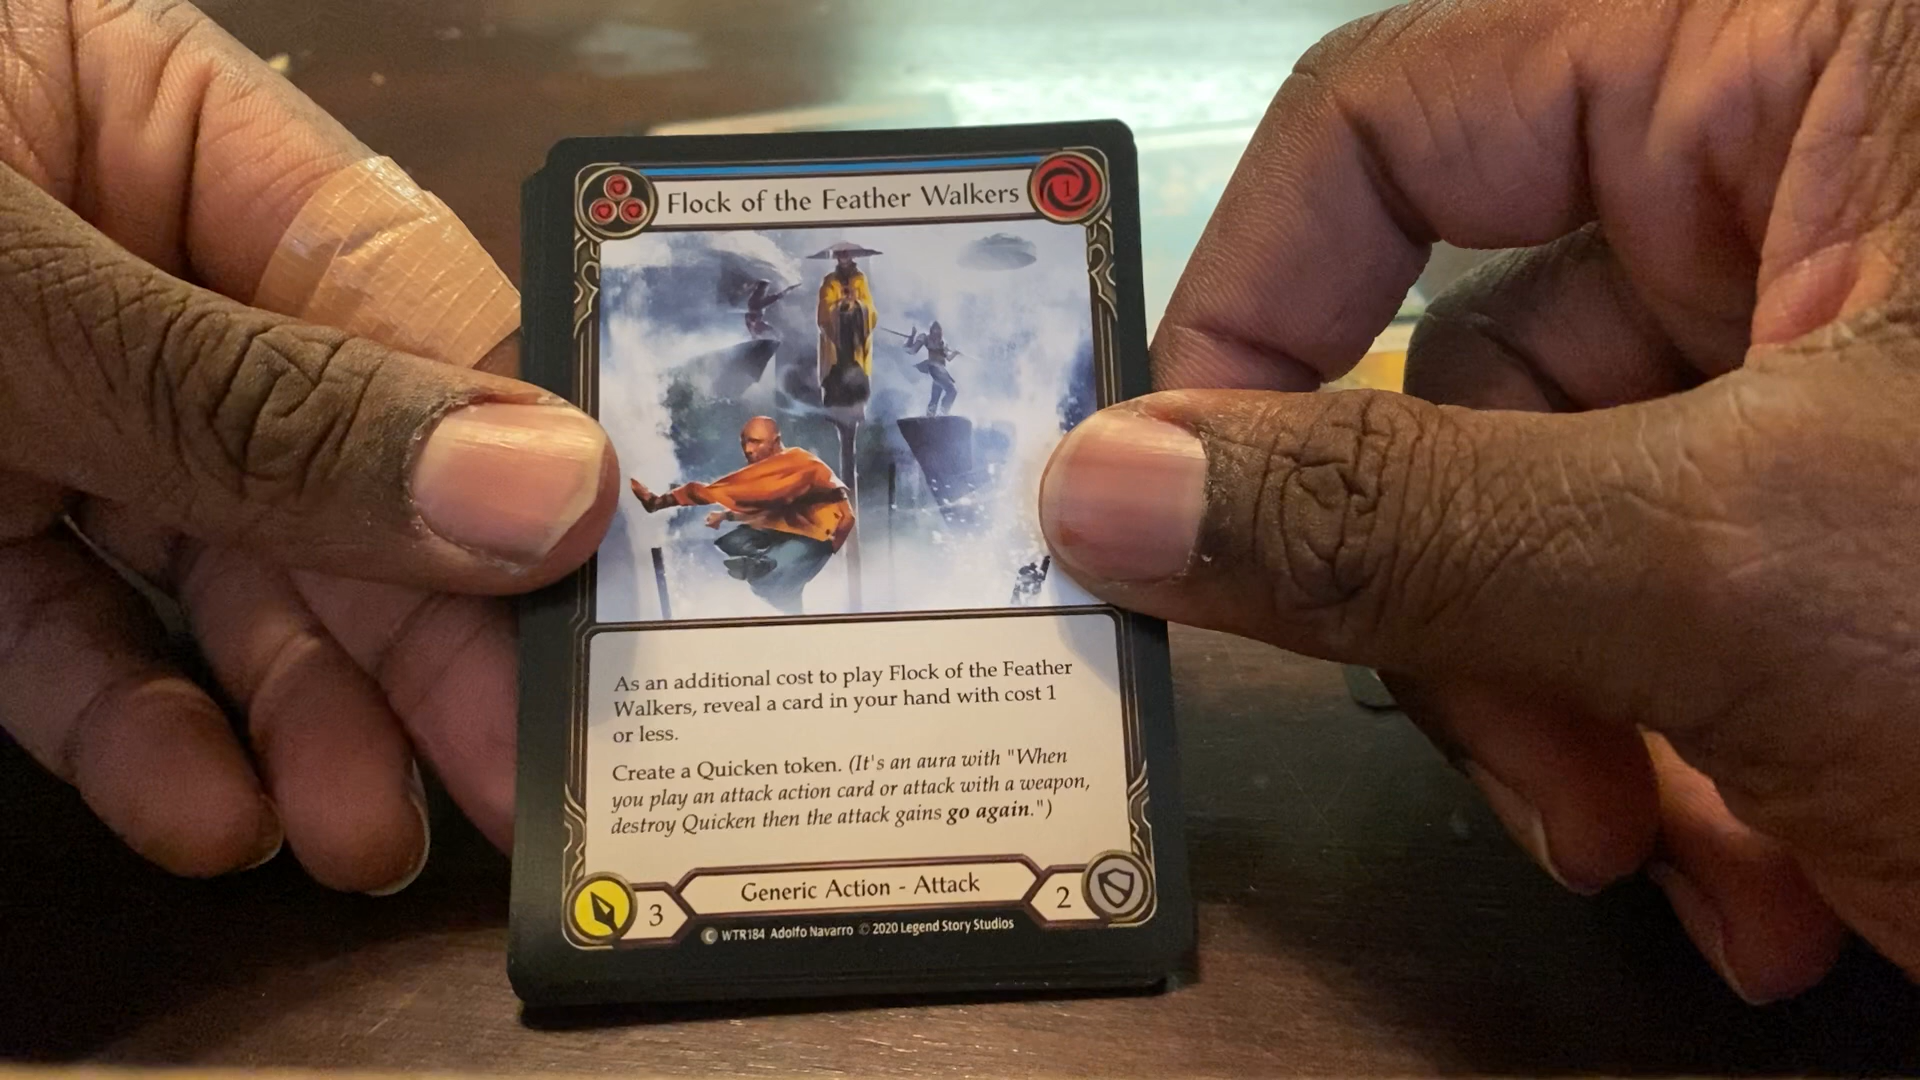 Flock of the Feather Walkers
1
As an additional cost to play Flock of the Feather
Walkers, reveal a card in your hand with cost 1
or less.
Create a Quicken token. (It's an aura with "When
you play an attack action card or attack with a weapon,
destroy Quicken then the attack gains go again.")
3
Generic Action - Attack
2
C WTR184 Adolfo Navarro © 2020 Legend Story Studios